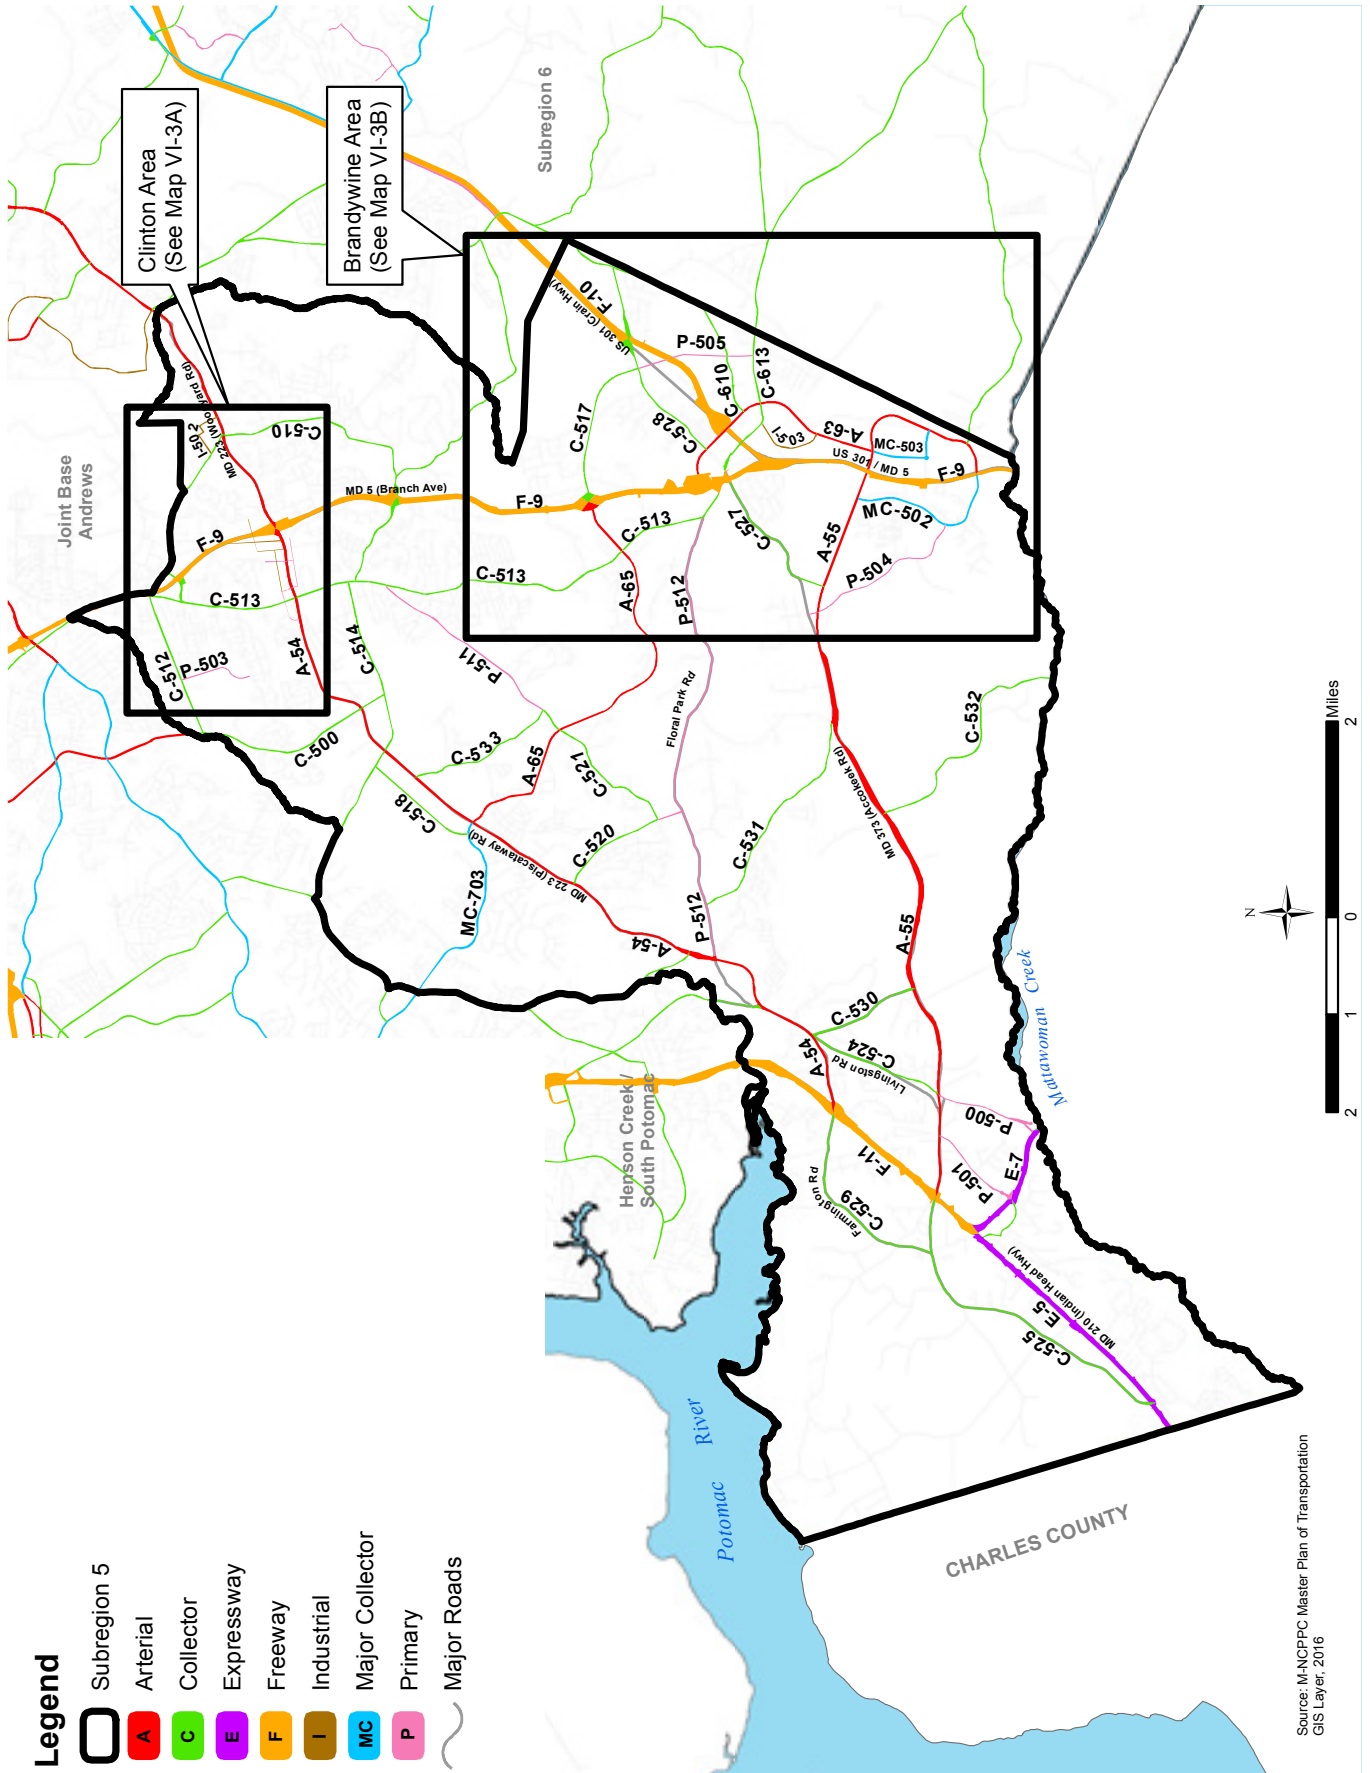 Legend
Subregion 5
A Arterial
C Collector
E Expressway
F Freeway
I Industrial
MC Major Collector
P Primary
Major Roads
Clinton Area
(See Map VI-3A)
Brandywine Area
(See Map VI-3B)
Subregion 6
Joint Base
Andrews
Henson Creek /
South Potomac
CHARLES COUNTY
Potomac River
Mattawoman Creek
MD 223 (Woodyard Rd)
I-502
C-510
MD 5 (Branch Ave)
F-9
F-9
C-513
C-512
P-503
A-54
C-514
C-500
C-513
P-511
C-533
A-65
C-521
C-518
MC-703
MD 223 (Piscataway Rd)
C-520
A-54
P-512
Floral Park Rd
C-531
F-10
US 301 (Crain Hwy)
P-505
C-610
C-613
C-517
C-528
I-503
A-63
MC-503
US 301 / MD 5
F-9
MC-502
C-513
C-527
A-55
P-504
A-65
P-512
C-532
MD 373 (Accokeek Rd)
A-55
C-530
A-54
C-524
Livingston Rd
P-500
E-7
P-501
F-11
Farmington Rd
C-529
MD 210 (Indian Head Hwy)
E-5
C-525
N
2 1 0 2
Miles
Source: M-NCPPC Master Plan of Transportation
GIS Layer, 2016